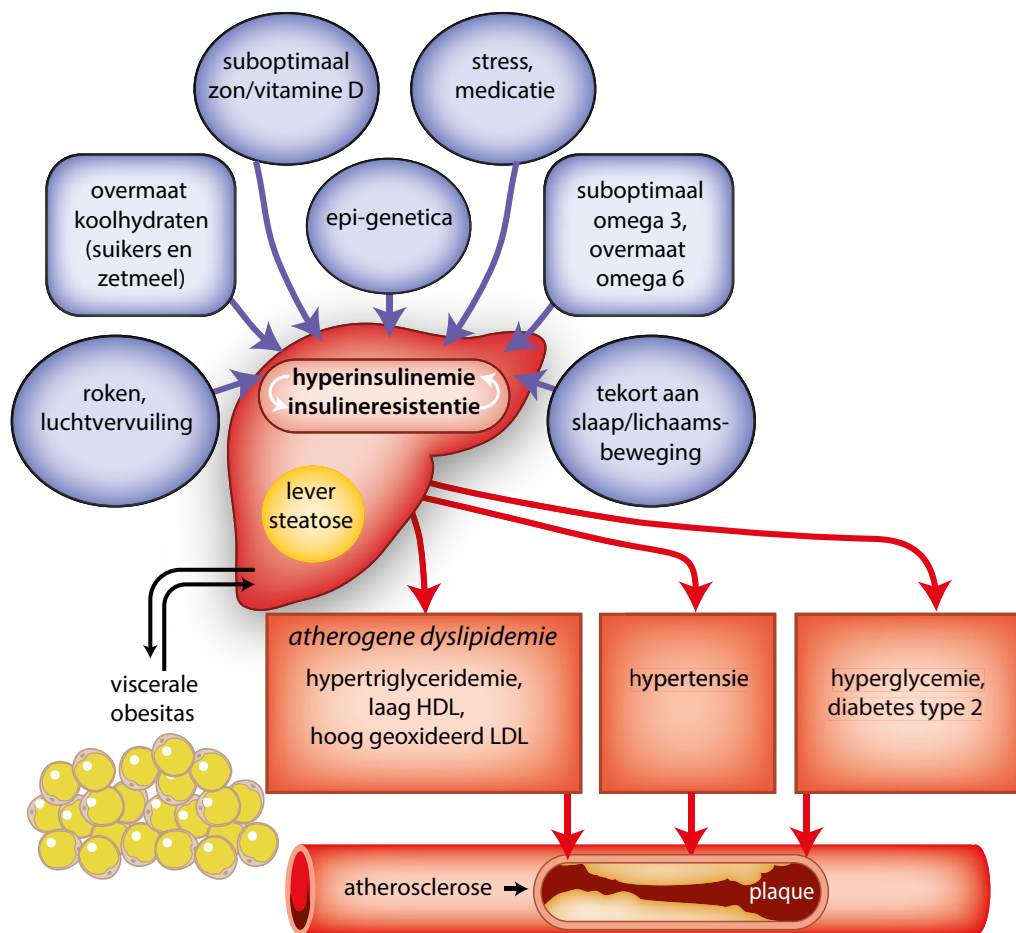 suboptimaal
zon/vitamine D
stress,
medicatie
overmaat
koolhydraten
(suikers en
zetmeel)
epi-genetica
suboptimaal
omega 3,
overmaat
omega 6
roken,
luchtvervuiling
hyperinsulinemie
insulineresistentie
tekort aan
slaap/lichaams-
beweging
lever
steatose
viscerale
obesitas
atherogene dyslipidemie
hypertriglyceridemie,
laag HDL,
hoog geoxideerd LDL
hypertensie
hyperglycemie,
diabetes type 2
atherosclerose
plaque